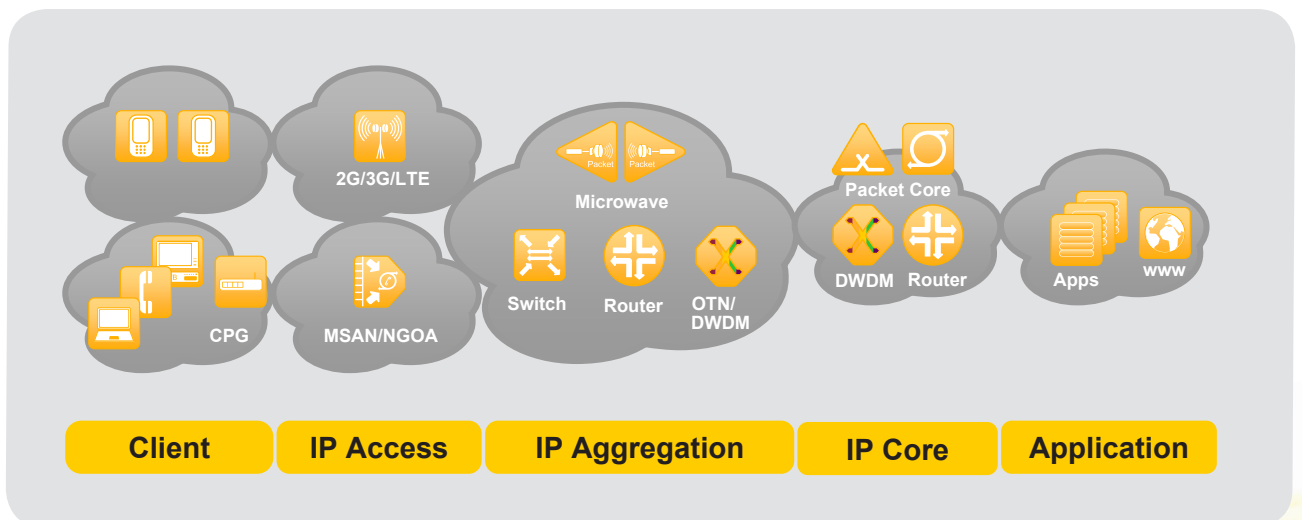 2G/3G/LTE
CPG
MSAN/NGOA
Packet
Packet
Microwave
Switch
Router
OTN/
DWDM
Packet Core
DWDM
Router
Apps
www
Client
IP Access
IP Aggregation
IP Core
Application